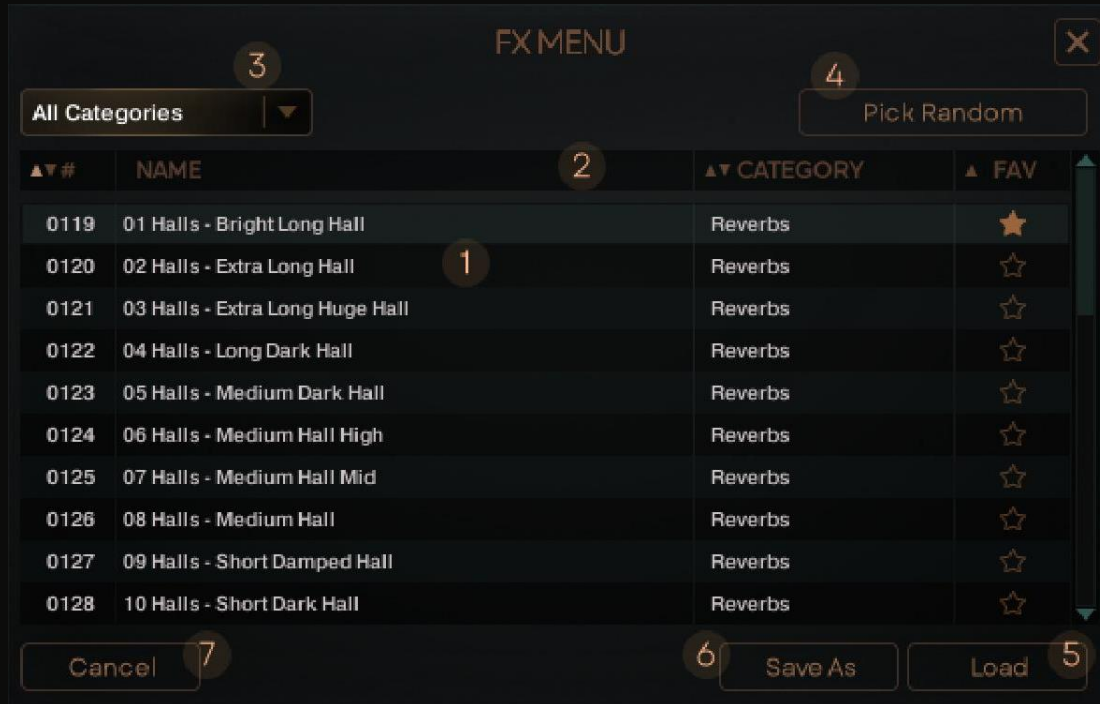 FX MENU
3
4
All Categories
Pick Random
# NAME 2 CATEGORY FAV
0119 01 Halls - Bright Long Hall Reverbs
0120 02 Halls - Extra Long Hall 1 Reverbs
0121 03 Halls - Extra Long Huge Hall Reverbs
0122 04 Halls - Long Dark Hall Reverbs
0123 05 Halls - Medium Dark Hall Reverbs
0124 06 Halls - Medium Hall High Reverbs
0125 07 Halls - Medium Hall Mid Reverbs
0126 08 Halls - Medium Hall Reverbs
0127 09 Halls - Short Damped Hall Reverbs
0128 10 Halls - Short Dark Hall Reverbs
Cancel 7 6 Save As Load 5